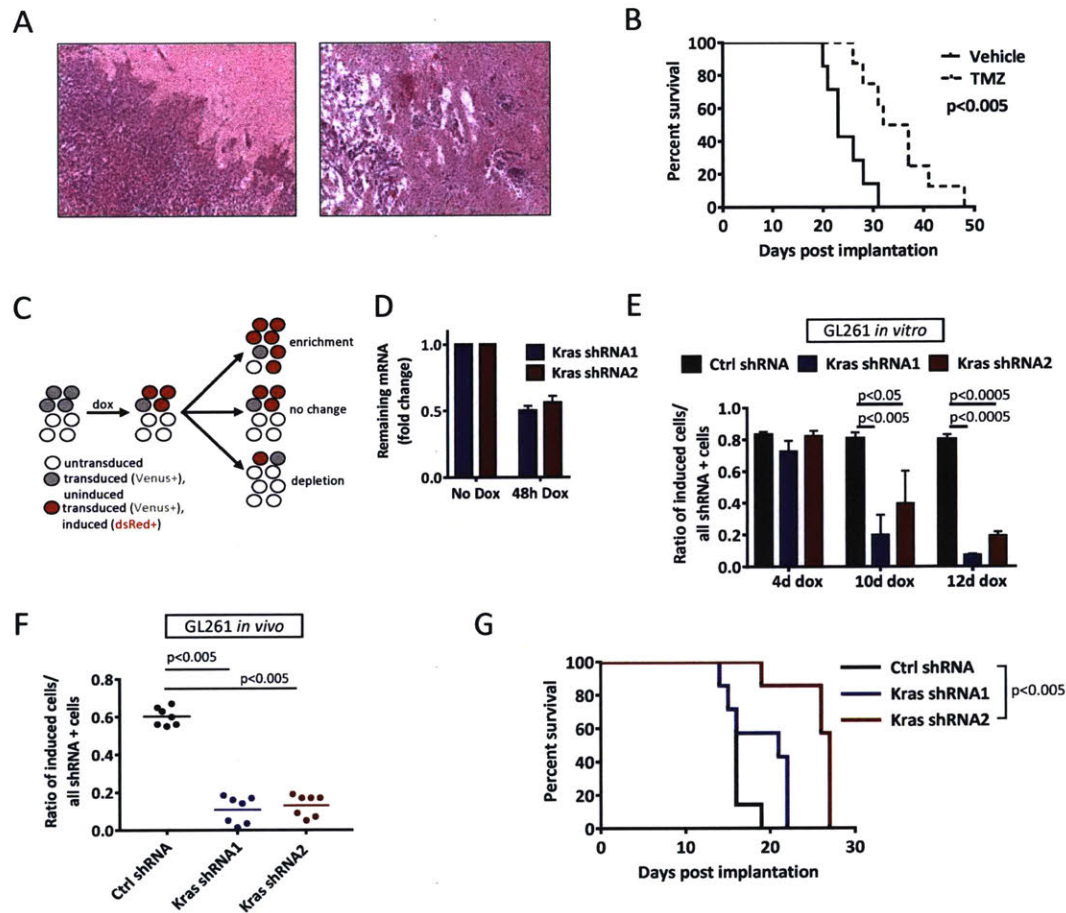 A
B
100
80
60
40
20
0
Percent survival
0 10 20 30 40 50
Days post implantation
Vehicle
TMZ
p<0.005
C
dox
enrichment
no change
depletion
untransduced
transduced (Venus+),
uninduced
transduced (Venus+),
induced (dsRed+)
D
Kras shRNA1
Kras shRNA2
1.0
0.5
0.0
Remaining mRNA
(fold change)
No Dox 48h Dox
E
GL261 in vitro
Ctrl shRNA Kras shRNA1 Kras shRNA2
p<0.05
p<0.005
p<0.0005
p<0.0005
1.0
0.8
0.6
0.4
0.2
0.0
Ratio of induced cells/
all shRNA + cells
4d dox 10d dox 12d dox
F
GL261 in vivo
p<0.005
p<0.005
0.8
0.6
0.4
0.2
0.0
Ratio of induced cells/
all shRNA + cells
Ctrl shRNA
Kras shRNA1
Kras shRNA2
G
100
80
60
40
20
0
Percent survival
0 10 20 30
Days post implantation
Ctrl shRNA
Kras shRNA1
Kras shRNA2
p<0.005